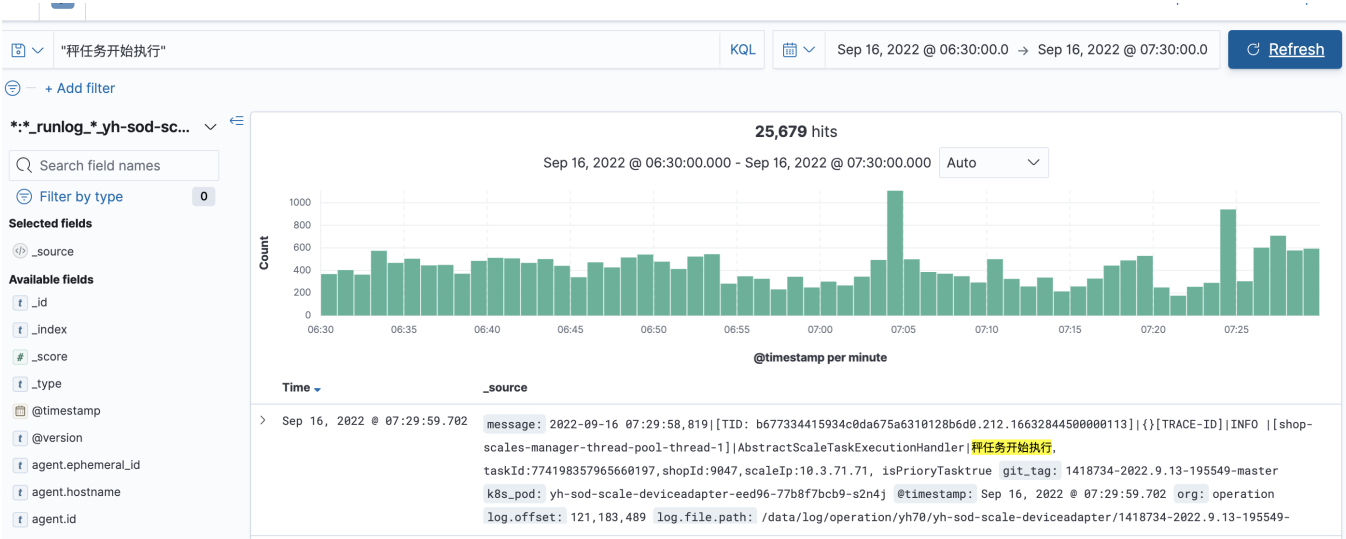 "秤任务开始执行"
KQL
Sep 16, 2022 @ 06:30:00.0 → Sep 16, 2022 @ 07:30:00.0
Refresh
+ Add filter
*:*_runlog_*_yh-sod-sc...
Search field names
Filter by type 0
Selected fields
_source
Available fields
t _id
t _index
# _score
t _type
@timestamp
t @version
t agent.ephemeral_id
t agent.hostname
t agent.id
25,679 hits
Sep 16, 2022 @ 06:30:00.000 - Sep 16, 2022 @ 07:30:00.000 Auto
Count
1000
800
600
400
200
0
06:30 06:35 06:40 06:45 06:50 06:55 07:00 07:05 07:10 07:15 07:20 07:25
@timestamp per minute
Time _source
Sep 16, 2022 @ 07:29:59.702
message: 2022-09-16 07:29:58,819|[TID: b677334415934c0da675a6310128b6d0.212.16632844500000113]|{}[TRACE-ID]|INFO |[shop-
scales-manager-thread-pool-thread-1]|AbstractScaleTaskExecutionHandler|秤任务开始执行,
taskId:774198357965660197,shopId:9047,scaleIp:10.3.71.71, isPrioryTasktrue git_tag: 1418734-2022.9.13-195549-master
k8s_pod: yh-sod-scale-deviceadapter-eed96-77b8f7bcb9-s2n4j @timestamp: Sep 16, 2022 @ 07:29:59.702 org: operation
log.offset: 121,183,489 log.file.path: /data/log/operation/yh70/yh-sod-scale-deviceadapter/1418734-2022.9.13-195549-